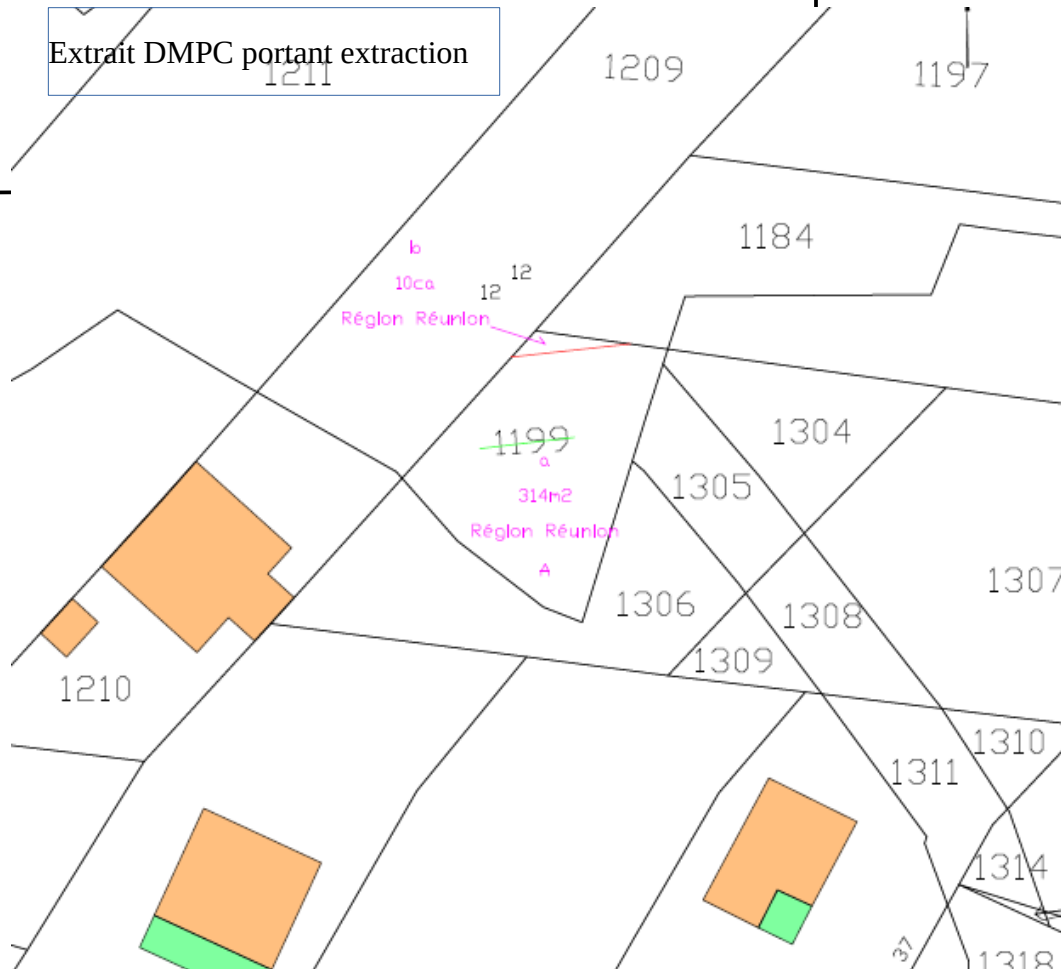 Extrait DMPC portant extraction
1211
1209
1197
1184
b
10ca
12
12
Région Réunion
1199
a
314m2
Région Réunion
A
1304
1305
1306
1307
1308
1309
1210
1310
1311
1314
37
1318